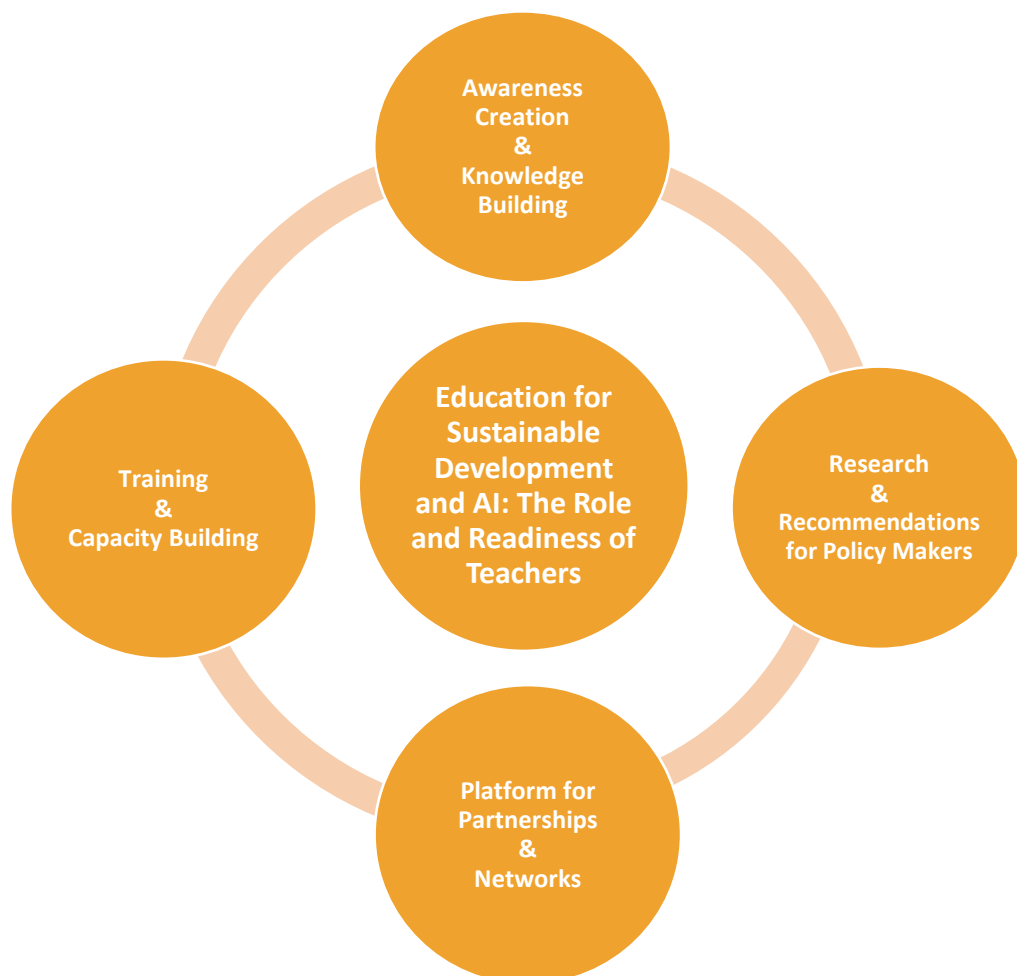 Awareness
Creation
&
Knowledge
Building
Education for
Sustainable
Development
and AI: The Role
and Readiness of
Teachers
Training
&
Capacity Building
Research
&
Recommendations
for Policy Makers
Platform for
Partnerships
&
Networks